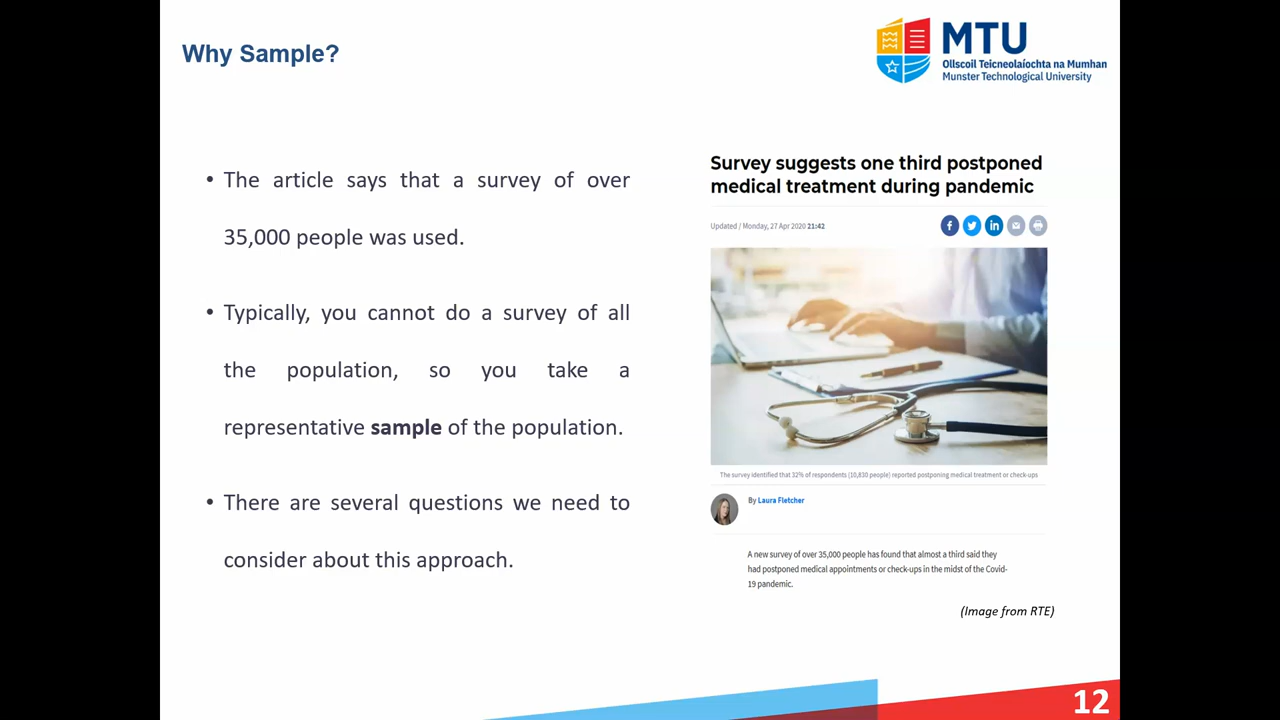 Why Sample?
MTU
Ollscoil Teicneolaíochta na Mumhan
Munster Technological University
• The article says that a survey of over
35,000 people was used.
• Typically, you cannot do a survey of all
the population, so you take a
representative sample of the population.
• There are several questions we need to
consider about this approach.
Survey suggests one third postponed
medical treatment during pandemic
Updated / Monday, 27 Apr 2020 21:42
The survey identified that 32% of respondents (10,830 people) reported postponing medical treatment or check-ups
By Laura Fletcher
A new survey of over 35,000 people has found that almost a third said they
had postponed medical appointments or check-ups in the midst of the Covid-
19 pandemic.
(Image from RTE)
12